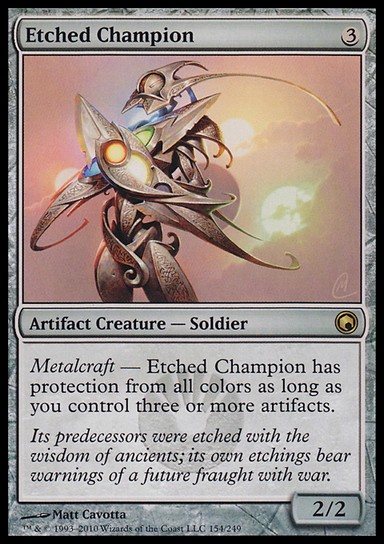 Etched Champion 3
Artifact Creature — Soldier
Metalcraft — Etched Champion has
protection from all colors as long as
you control three or more artifacts.
Its predecessors were etched with the
wisdom of ancients; its own etchings bear
warnings of a future fraught with war.
2/2
Matt Cavotta
™ & © 1993–2010 Wizards of the Coast LLC 154/249